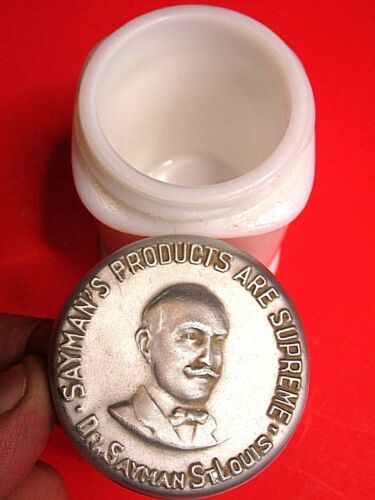 · SAYMAN'S PRODUCTS ARE SUPREME ·
DR. SAYMAN ST. LOUIS